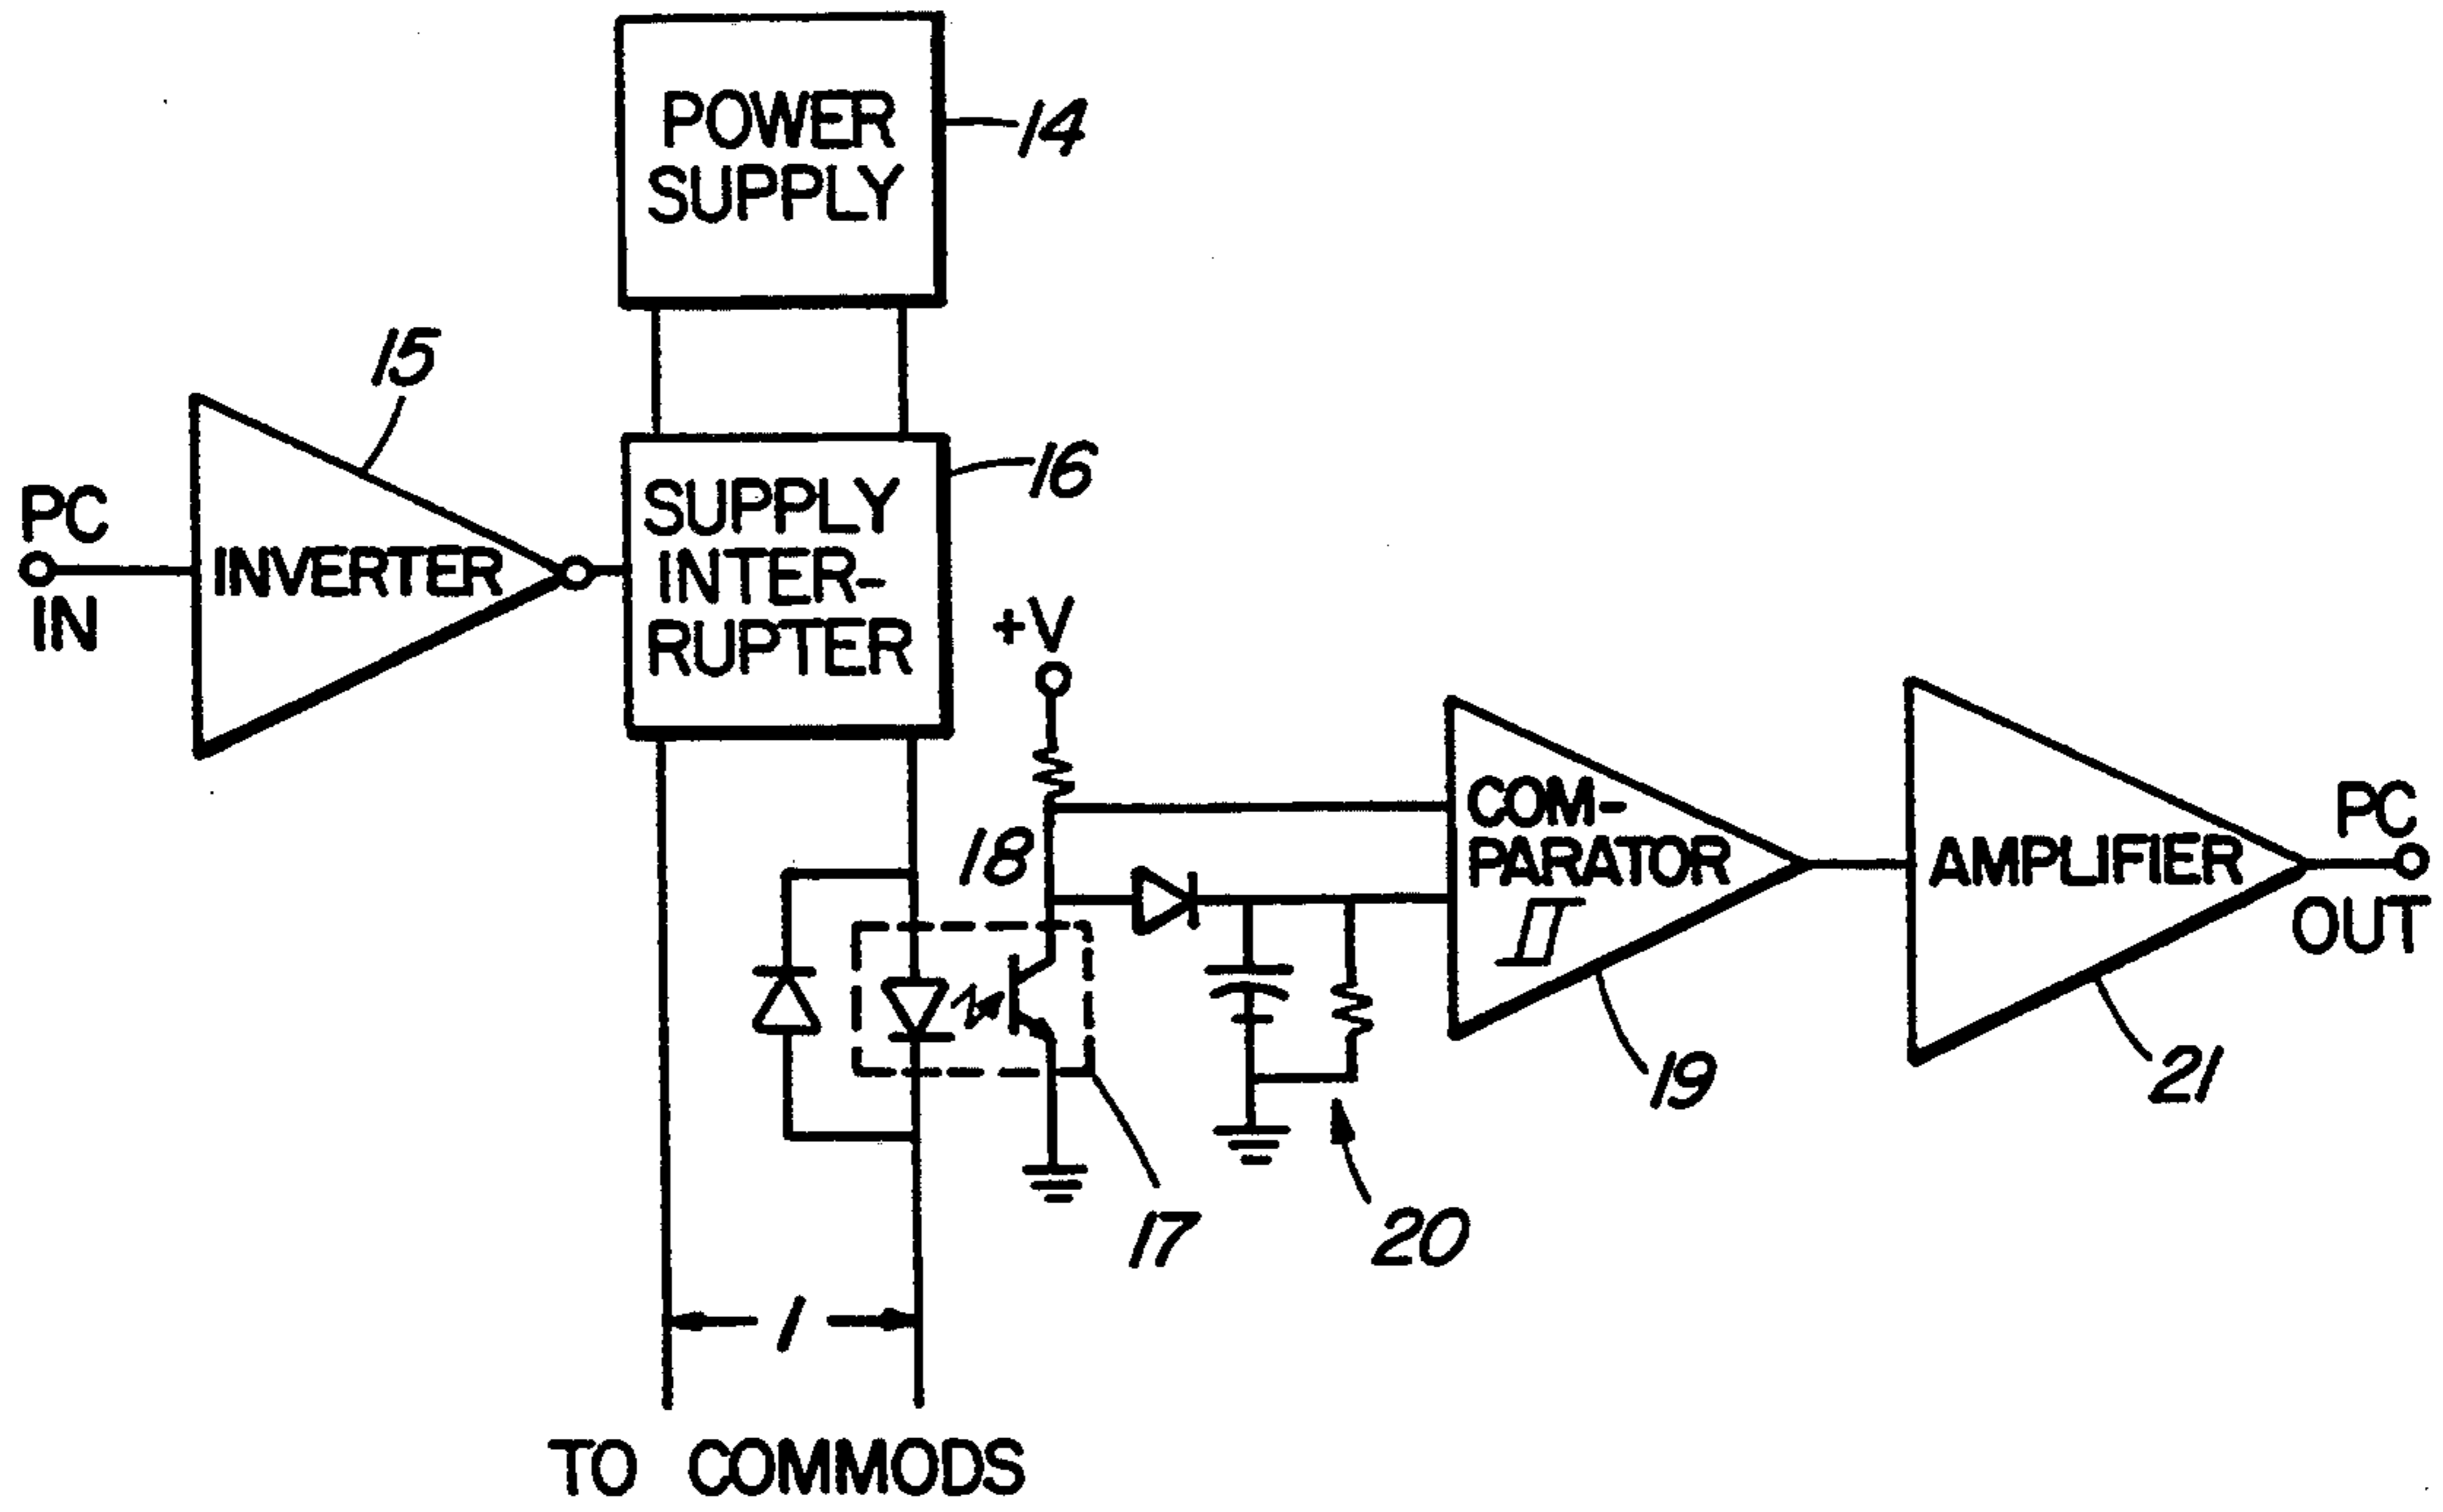 POWER
SUPPLY
14
15
16
PC
IN
INVERTER
SUPPLY
INTER-
RUPTER
+V
18
COM-
PARATOR
II
AMPLIFIER
PC
OUT
19
21
17
20
1
TO COMMODS